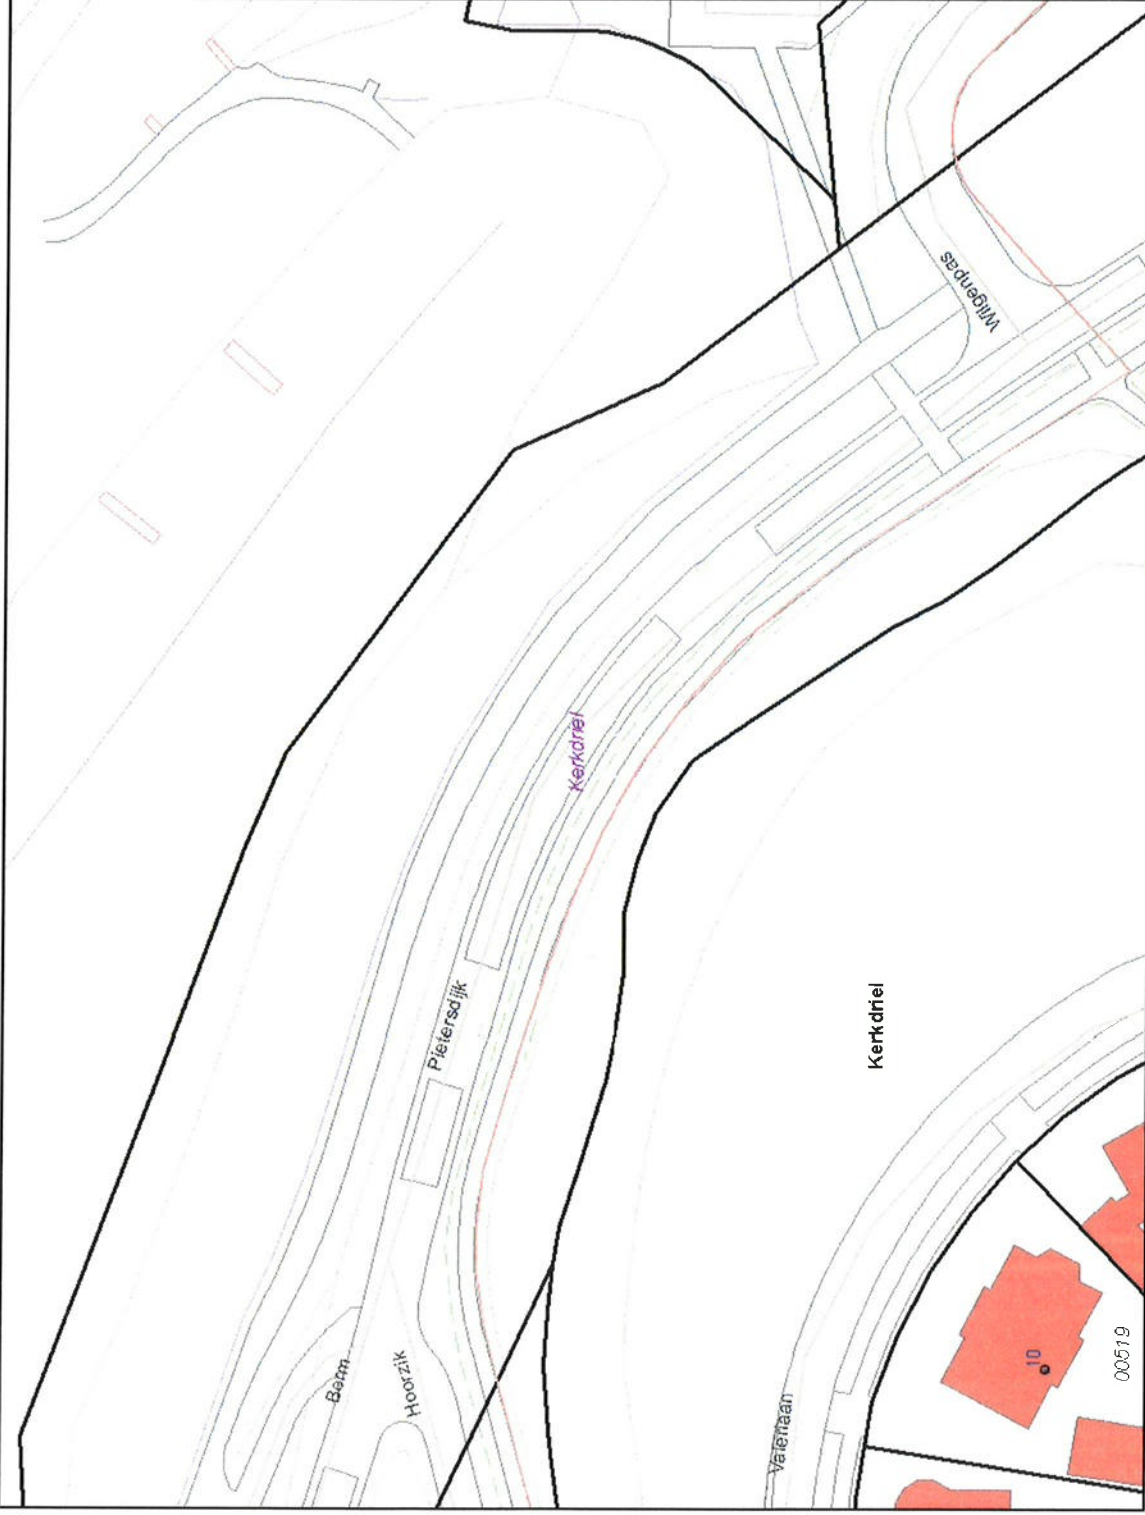 Wilgenpas
Kerkdriel
Pietersdijk
Kerkdriel
Berm
Hoorzik
Valeriaan
10
00519